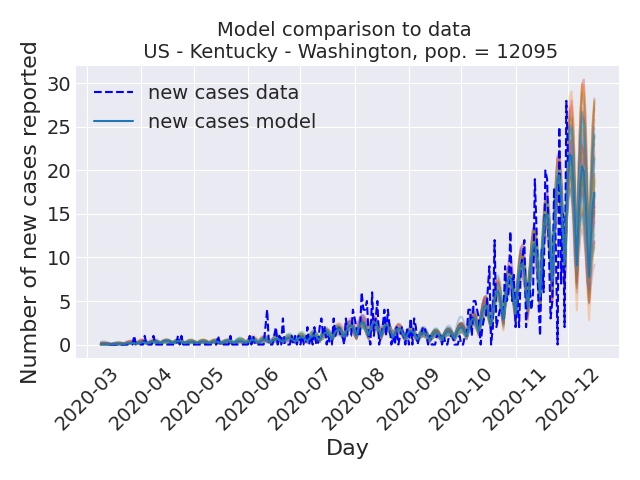 Model comparison to data
US - Kentucky - Washington, pop. = 12095
Number of new cases reported
30
25
20
15
10
5
0
new cases data
new cases model
2020-03
2020-04
2020-05
2020-06
2020-07
2020-08
2020-09
2020-10
2020-11
2020-12
Day